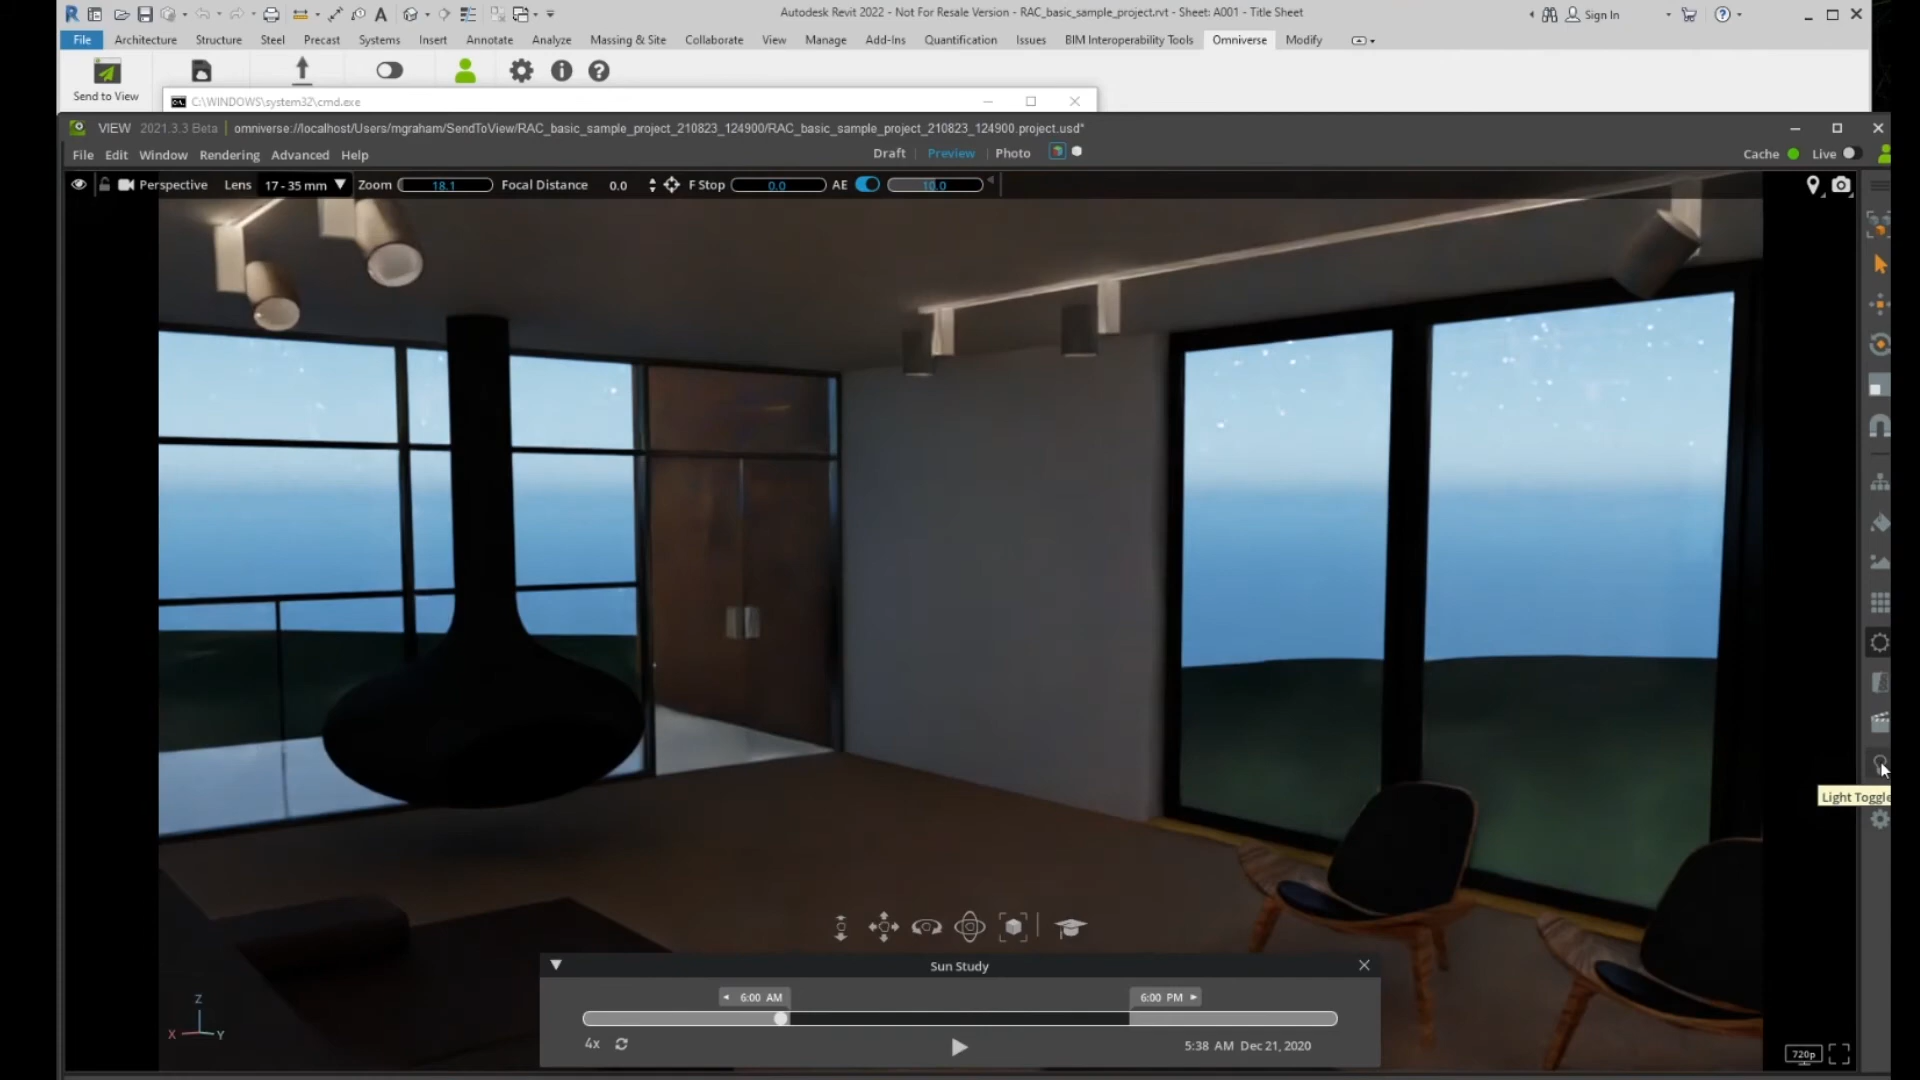 Autodesk Revit 2022 - Not For Resale Version - RAC_basic_sample_project.rvt - Sheet: A001 - Title Sheet
Sign In
File Architecture Structure Steel Precast Systems Insert Annotate Analyze Massing & Site Collaborate View Manage Add-Ins Quantification Issues BIM Interoperability Tools Omniverse Modify
Send to View
C:\WINDOWS\system32\cmd.exe
VIEW 2021.3.3 Beta omniverse://localhost/Users/mgraham/SendToView/RAC_basic_sample_project_210823_124900/RAC_basic_sample_project_210823_124900.project.usd*
File Edit Window Rendering Advanced Help Draft Preview Photo Cache Live
Perspective Lens 17 - 35 mm Zoom 18.1 Focal Distance 0.0 F Stop 0.0 AE 10.0
Light Toggle
Sun Study
6:00 AM 6:00 PM
4x 5:38 AM Dec 21, 2020
Z
X Y
720p